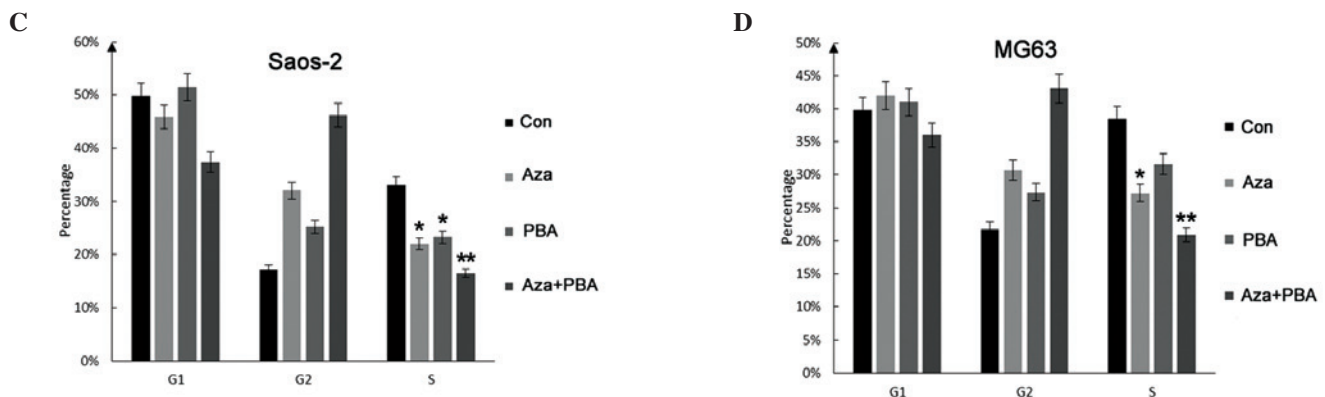 C
Saos-2
60%
50%
40%
30%
20%
10%
0%
Percentage
G1 G2 S
* * **
Con
Aza
PBA
Aza+PBA
D
MG63
50%
45%
40%
35%
30%
25%
20%
15%
10%
5%
0%
Percentage
G1 G2 S
* **
Con
Aza
PBA
Aza+PBA